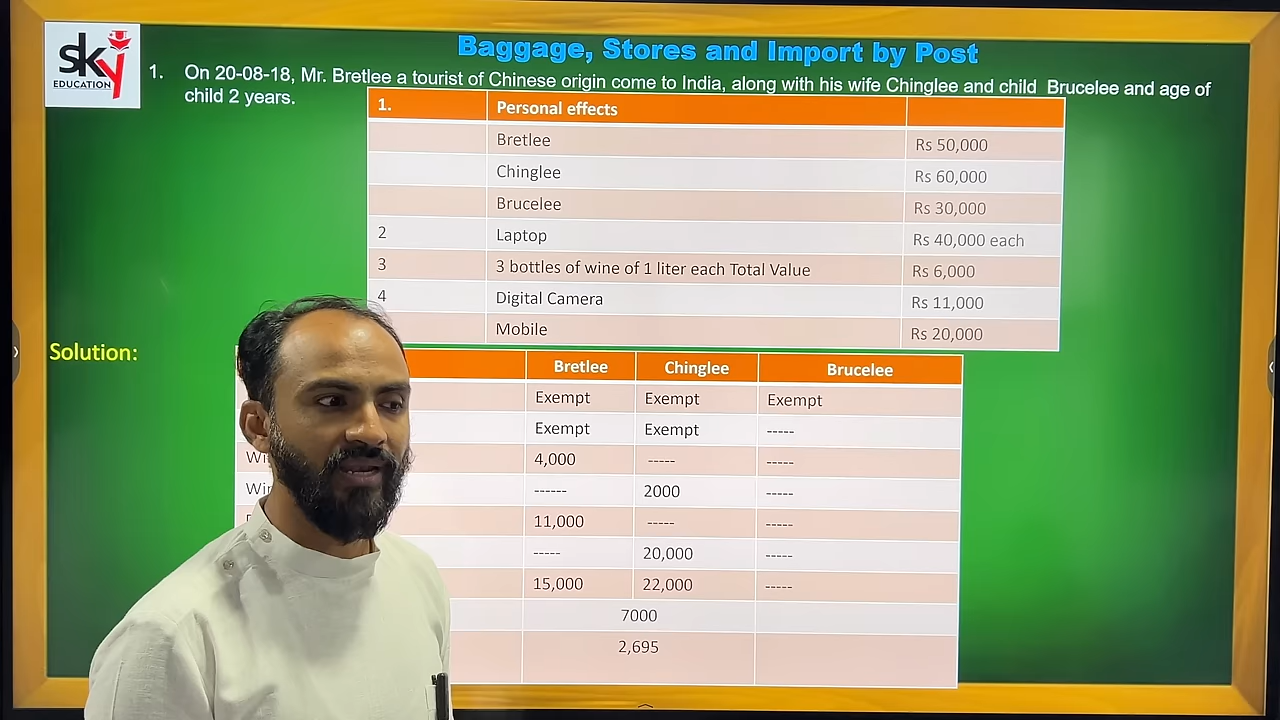 sky
EDUCATION
Baggage, Stores and Import by Post
1. On 20-08-18, Mr. Bretlee a tourist of Chinese origin come to India, along with his wife Chinglee and child Brucelee and age of
child 2 years.
1. Personal effects
Bretlee Rs 50,000
Chinglee Rs 60,000
Brucelee Rs 30,000
2 Laptop Rs 40,000 each
3 3 bottles of wine of 1 liter each Total Value Rs 6,000
4 Digital Camera Rs 11,000
Mobile Rs 20,000
Solution:
Bretlee Chinglee Brucelee
Exempt Exempt Exempt
Exempt Exempt -----
4,000 ----- -----
------ 2000 -----
11,000 ----- -----
----- 20,000 -----
15,000 22,000 -----
7000
2,695